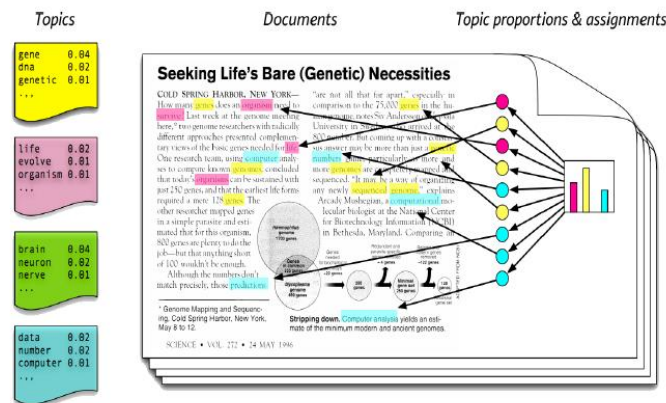 Topics
Documents
Topic proportions & assignments
gene 0.04
dna 0.02
genetic 0.01
...
life 0.02
evolve 0.01
organism 0.01
...
brain 0.04
neuron 0.02
nerve 0.01
...
data 0.02
number 0.02
computer 0.01
...
Seeking Life's Bare (Genetic) Necessities
COLD SPRING HARBOR, NEW YORK—
How many genes does an organism need to
survive? Last week at the genome meeting
here,* two genome researchers with radically
different approaches presented complemen-
tary views of the basic genes needed for life.
One research team, using computer analy-
ses to compare known genomes, concluded
that today's organisms can be sustained with
just 250 genes, and that the earliest life forms
required a mere 128 genes. The
other researcher mapped genes
in a simple parasite and esti-
mated that for this organism,
800 genes are plenty to do the
job—but that anything short
of 100 wouldn't be enough.
Although the numbers don't
match precisely, those predictions
* Genome Mapping and Sequenc-
ing, Cold Spring Harbor, New York,
May 8 to 12.
"are not all that far apart," especially in
comparison to the 75,000 genes in the hu-
man genome, notes Siv Andersson
University in Sweden, arrived at the
800 number. But coming up with a consen-
sus answer may be more than just a genetic
numbers game, particularly as more and
more genomes are completely mapped and
sequenced. "It may be a way of organizing
any newly sequenced genome," explains
Arcady Mushegian, a computational mo-
lecular biologist at the National Center
for Biotechnology Information (NCBI)
in Bethesda, Maryland. Comparing an
Haemophilus
genome
1703 genes
Mycoplasma
genome
Stripping down. Computer analysis yields an esti-
mate of the minimum modern and ancient genomes.
SCIENCE • VOL. 272 • 24 MAY 1996